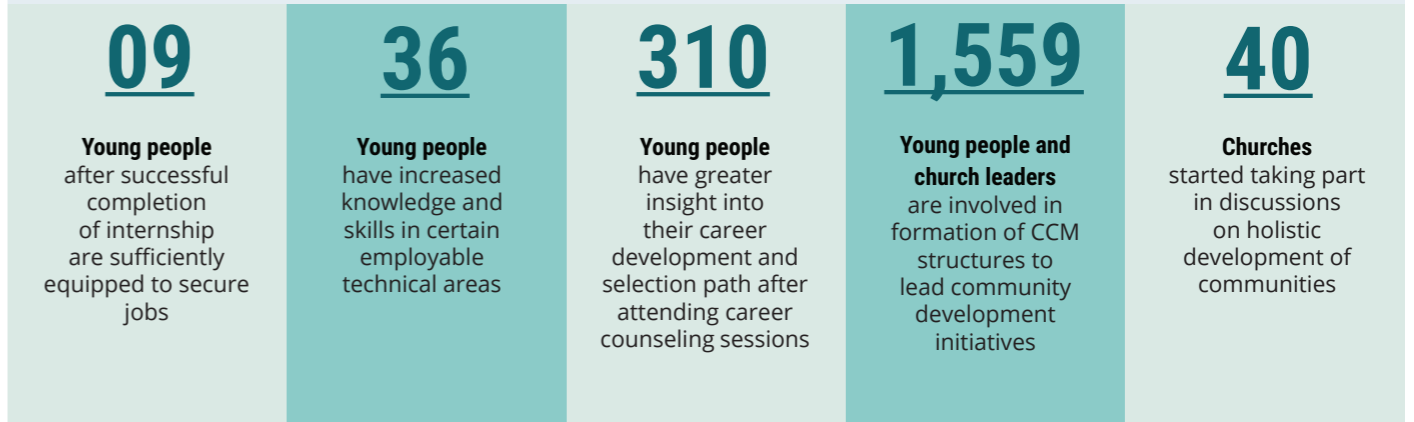 09
Young people
after successful
completion
of internship
are sufficiently
equipped to secure
jobs
36
Young people
have increased
knowledge and
skills in certain
employable
technical areas
310
Young people
have greater
insight into
their career
development and
selection path after
attending career
counseling sessions
1,559
Young people and
church leaders
are involved in
formation of CCM
structures to
lead community
development
initiatives
40
Churches
started taking part
in discussions
on holistic
development of
communities